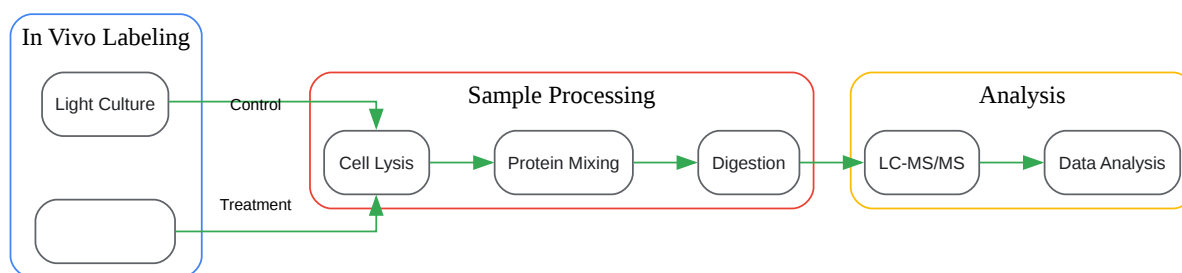 In Vivo Labeling
Light Culture
Control
Treatment
Sample Processing
Cell Lysis
Protein Mixing
Digestion
Analysis
LC-MS/MS
Data Analysis